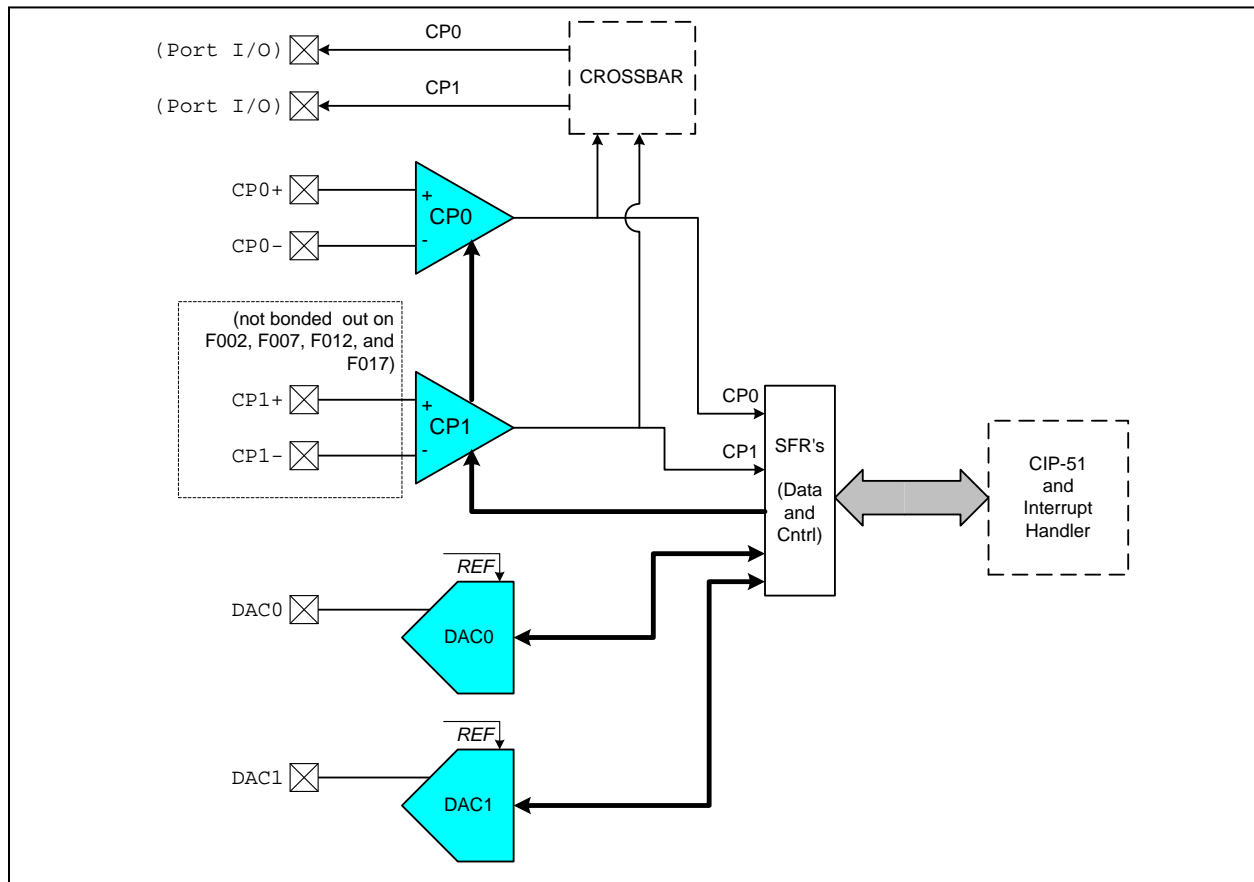 (Port I/O)
CP0
CROSSBAR
(Port I/O)
CP1
CP0+
+
CP0
CP0-
-
(not bonded out on
F002, F007, F012, and
F017)
CP1+
+
CP1
CP1-
-
CP0
CP1
SFR's
(Data
and
Cntrl)
CIP-51
and
Interrupt
Handler
REF
DAC0
DAC0
REF
DAC1
DAC1